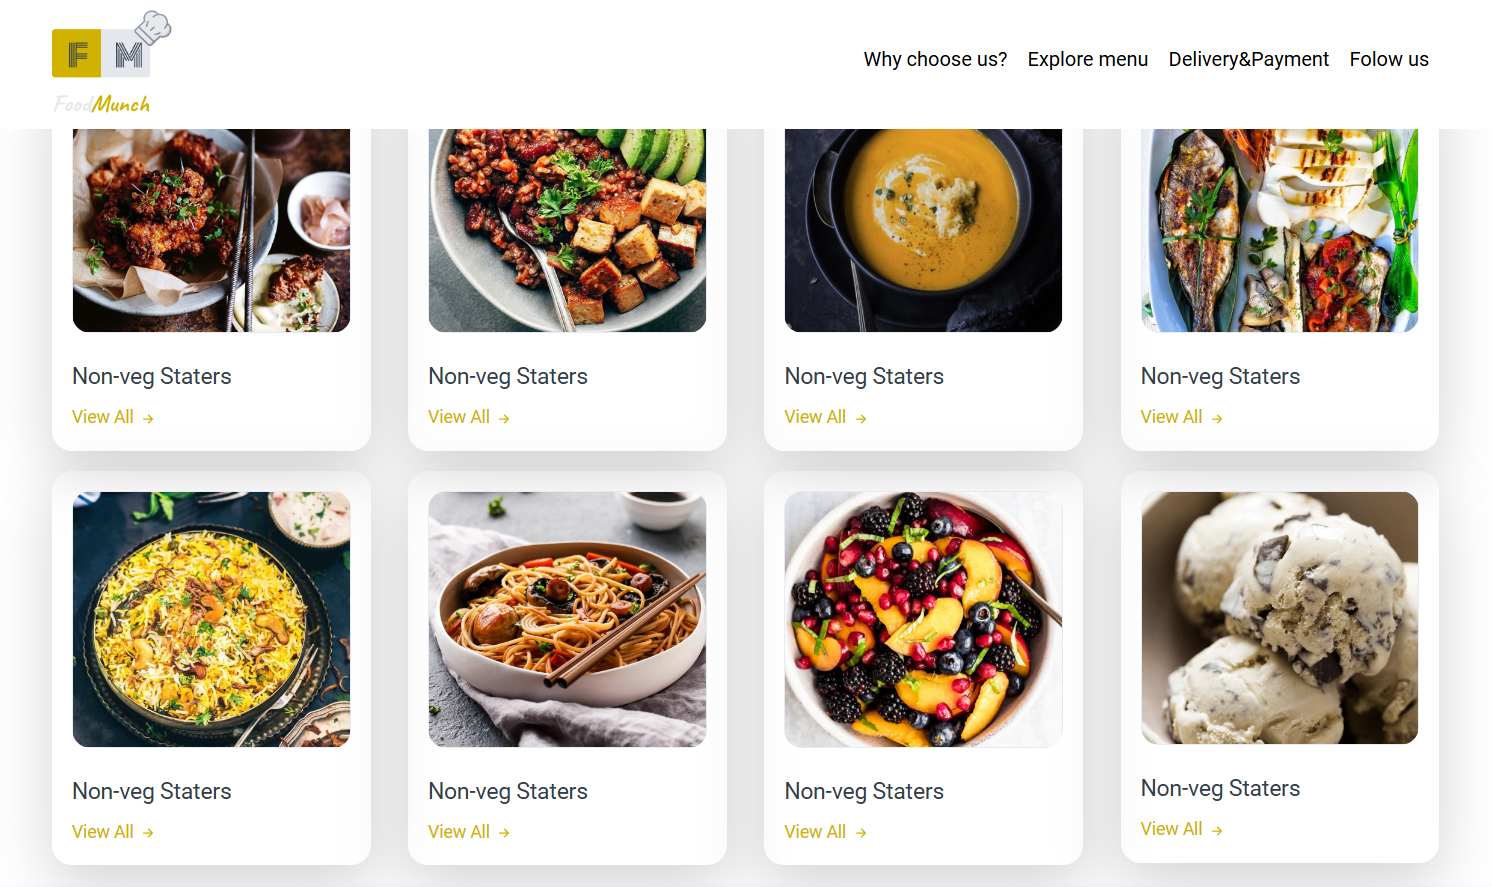 F M
FoodMunch
Why choose us? Explore menu Delivery&Payment Folow us
Non-veg Staters Non-veg Staters Non-veg Staters Non-veg Staters
View All → View All → View All → View All →
Non-veg Staters Non-veg Staters Non-veg Staters Non-veg Staters
View All → View All → View All → View All →